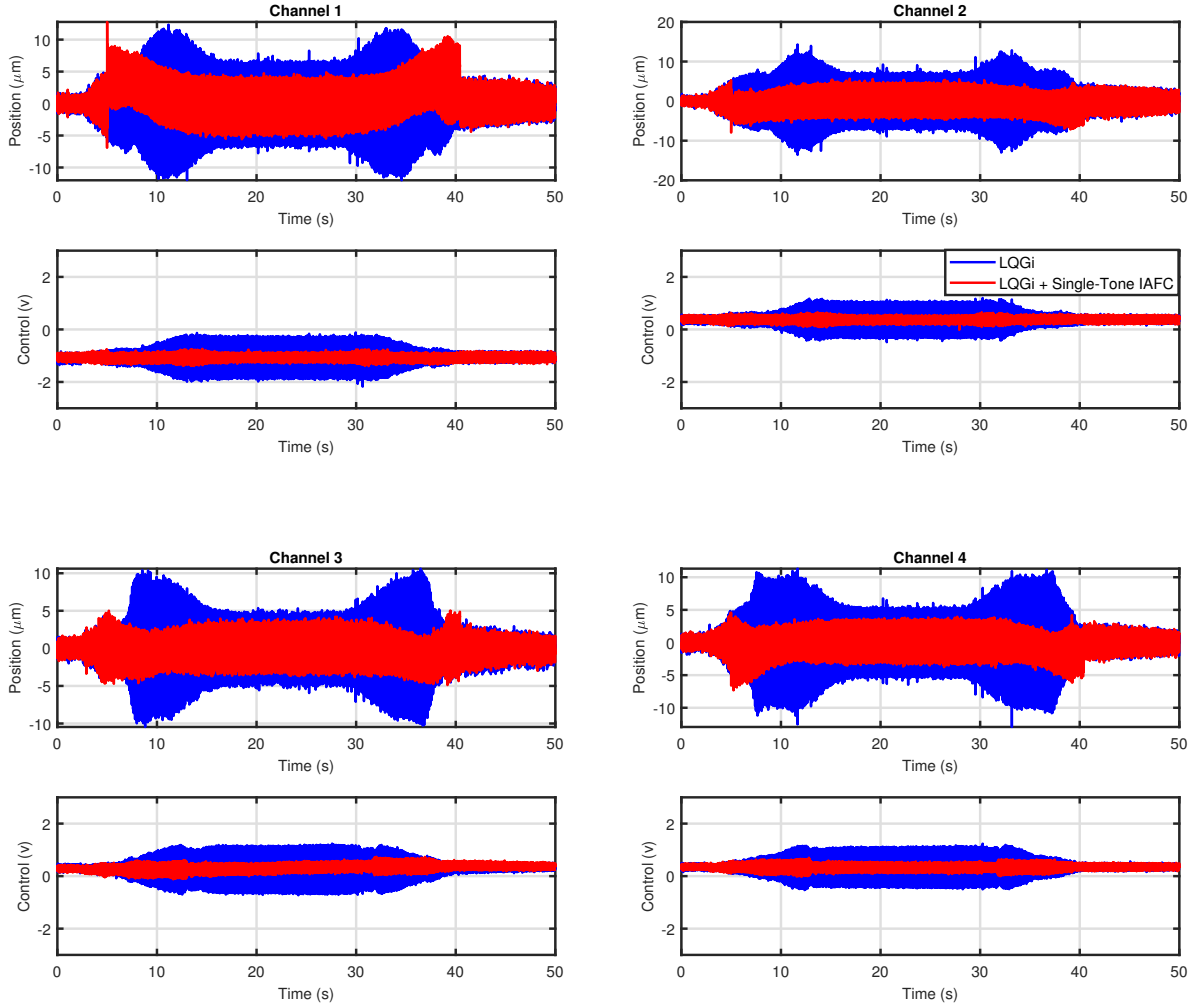 Channel 1
Position (μm)
10
5
0
-5
-10
0 10 20 30 40 50
Time (s)
Control (v)
2
0
-2
0 10 20 30 40 50
Time (s)
Channel 2
Position (μm)
20
10
0
-10
-20
0 10 20 30 40 50
Time (s)
LQGi
LQGi + Single-Tone IAFC
Control (v)
2
0
-2
0 10 20 30 40 50
Time (s)
Channel 3
Position (μm)
10
5
0
-5
-10
0 10 20 30 40 50
Time (s)
Control (v)
2
0
-2
0 10 20 30 40 50
Time (s)
Channel 4
Position (μm)
10
5
0
-5
-10
0 10 20 30 40 50
Time (s)
Control (v)
2
0
-2
0 10 20 30 40 50
Time (s)